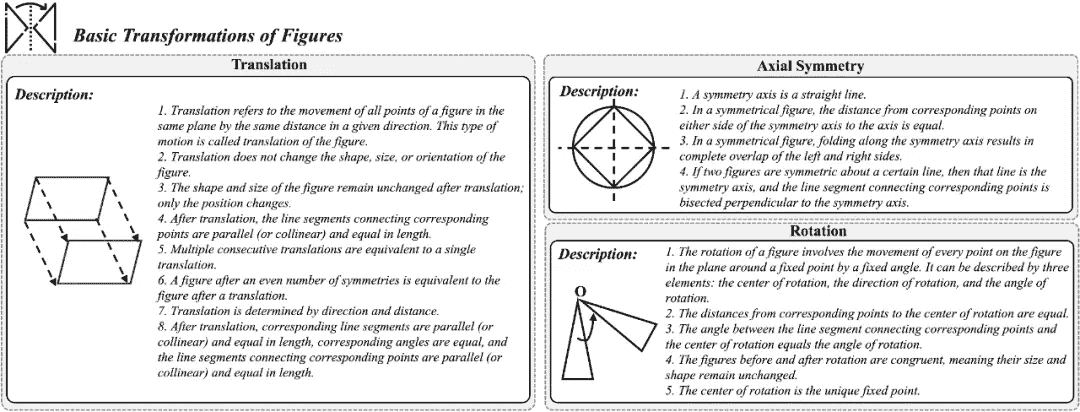 Basic Transformations of Figures
Translation
Description:
1. Translation refers to the movement of all points of a figure in the
same plane by the same distance in a given direction. This type of
motion is called translation of the figure.
2. Translation does not change the shape, size, or orientation of the
figure.
3. The shape and size of the figure remain unchanged after translation;
only the position changes.
4. After translation, the line segments connecting corresponding
points are parallel (or collinear) and equal in length.
5. Multiple consecutive translations are equivalent to a single
translation.
6. A figure after an even number of symmetries is equivalent to the
figure after a translation.
7. Translation is determined by direction and distance.
8. After translation, corresponding line segments are parallel (or
collinear) and equal in length, corresponding angles are equal, and
the line segments connecting corresponding points are parallel (or
collinear) and equal in length.
Axial Symmetry
Description:
1. A symmetry axis is a straight line.
2. In a symmetrical figure, the distance from corresponding points on
either side of the symmetry axis to the axis is equal.
3. In a symmetrical figure, folding along the symmetry axis results in
complete overlap of the left and right sides.
4. If two figures are symmetric about a certain line, then that line is the
symmetry axis, and the line segment connecting corresponding points is
bisected perpendicular to the symmetry axis.
Rotation
Description:
1. The rotation of a figure involves the movement of every point on the figure
in the plane around a fixed point by a fixed angle. It can be described by three
elements: the center of rotation, the direction of rotation, and the angle of
rotation.
2. The distances from corresponding points to the center of rotation are equal.
3. The angle between the line segment connecting corresponding points and
the center of rotation equals the angle of rotation.
4. The figures before and after rotation are congruent, meaning their size and
shape remain unchanged.
5. The center of rotation is the unique fixed point.
O